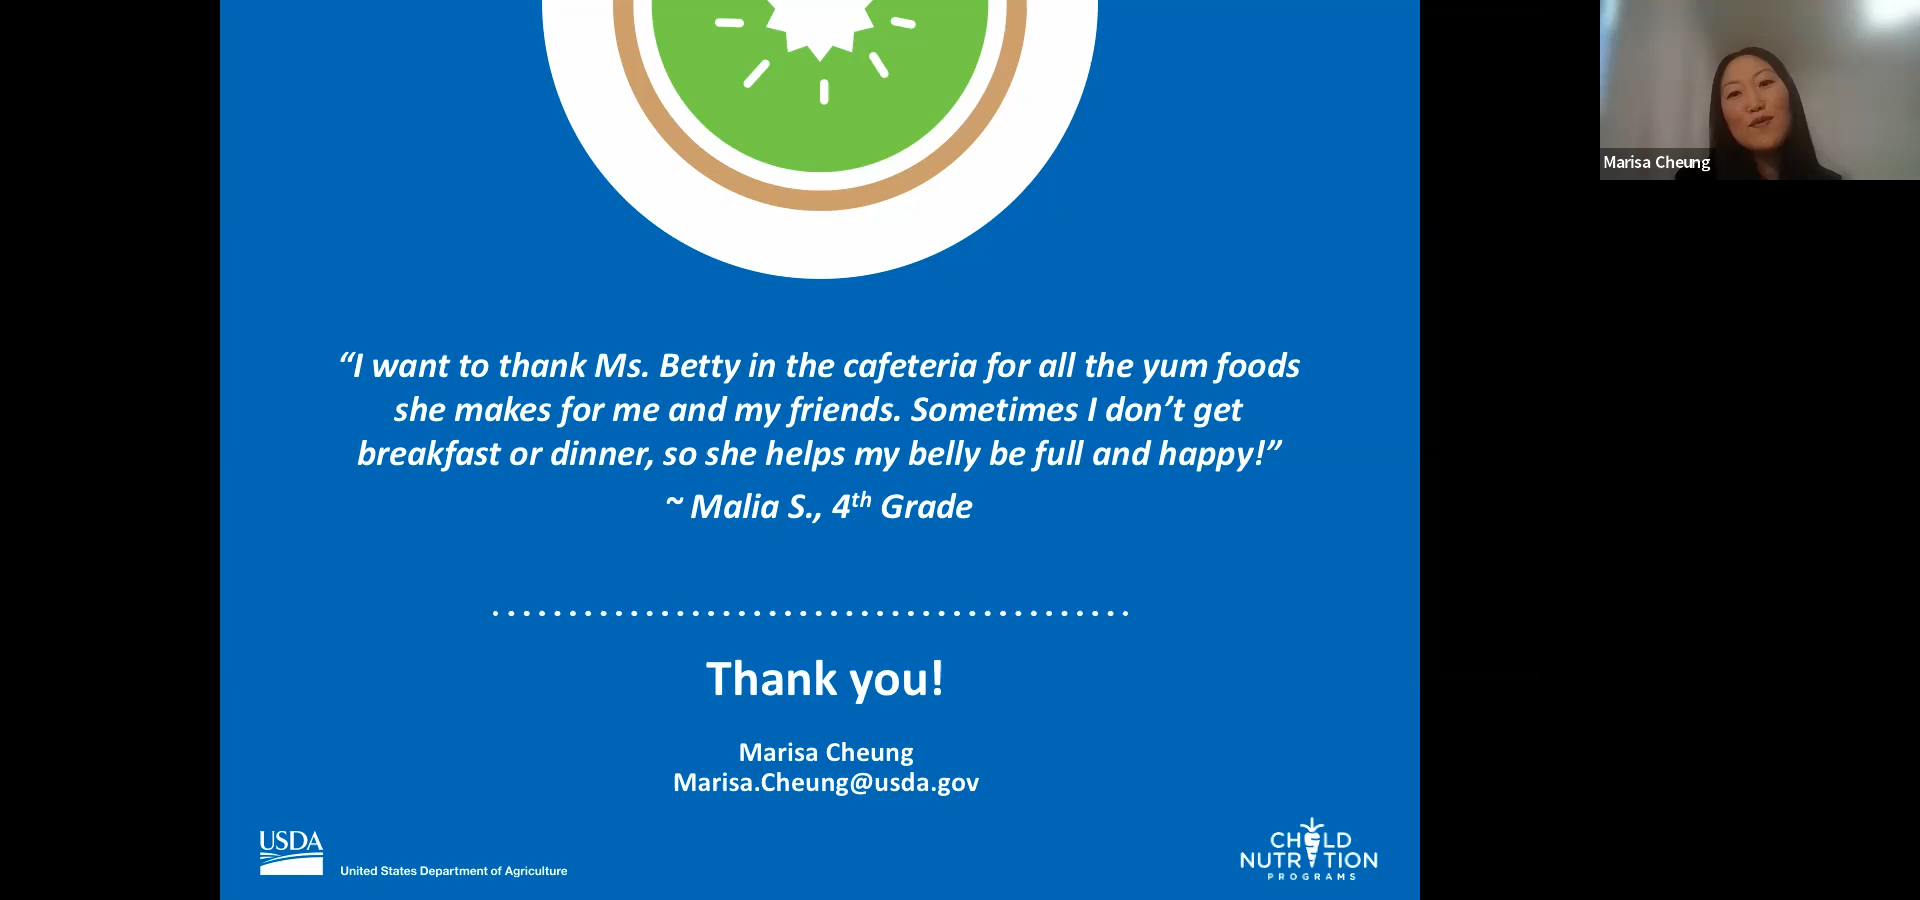 Marisa Cheung
“I want to thank Ms. Betty in the cafeteria for all the yum foods
she makes for me and my friends. Sometimes I don’t get
breakfast or dinner, so she helps my belly be full and happy!”
~ Malia S., 4th Grade
Thank you!
Marisa Cheung
Marisa.Cheung@usda.gov
USDA
United States Department of Agriculture
CHILD
NUTRITION
PROGRAMS